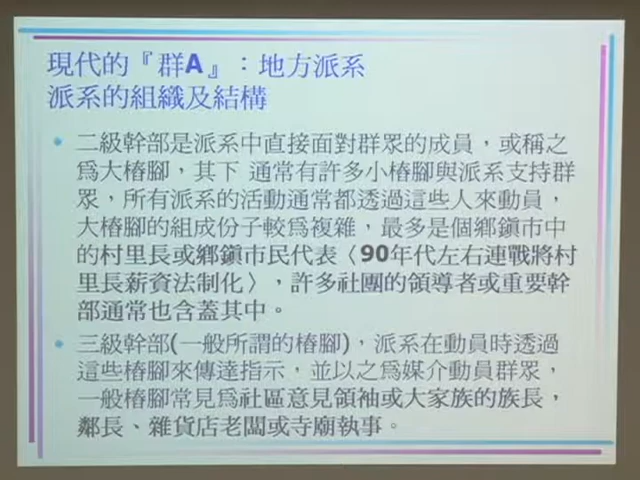 現代的『群A』：地方派系
派系的組織及結構
二級幹部是派系中直接面對群眾的成員，或稱之
為大樁腳，其下 通常有許多小樁腳與派系支持群
眾，所有派系的活動通常都透過這些人來動員，
大樁腳的組成份子較為複雜，最多是個鄉鎮市中
的村里長或鄉鎮市民代表〈90年代左右連戰將村
里長薪資法制化〉，許多社團的領導者或重要幹
部通常也含蓋其中。
三級幹部(一般所謂的樁腳)，派系在動員時透過
這些樁腳來傳達指示，並以之為媒介動員群眾，
一般樁腳常見為社區意見領袖或大家族的族長，
鄰長、雜貨店老闆或寺廟執事。